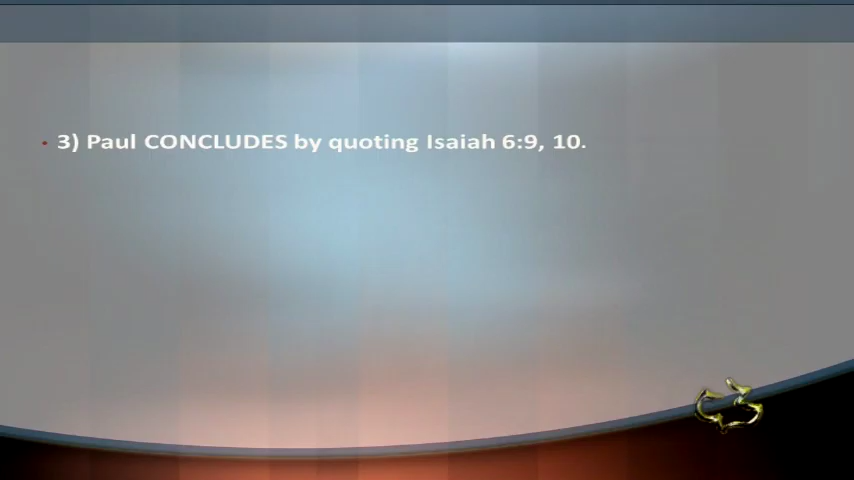 • 3) Paul CONCLUDES by quoting Isaiah 6:9, 10.